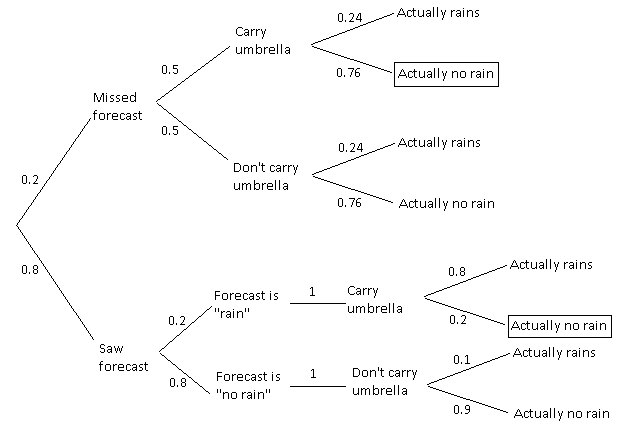 0.24
Actually rains
Carry
umbrella
0.76
Actually no rain
0.5
Missed
forecast
0.5
0.24
Actually rains
Don't carry
umbrella
0.76
Actually no rain
0.2
0.8
Saw
forecast
0.2
Forecast is
"rain"
1
Carry
umbrella
0.8
Actually rains
0.2
Actually no rain
0.8
Forecast is
"no rain"
1
Don't carry
umbrella
0.1
Actually rains
0.9
Actually no rain